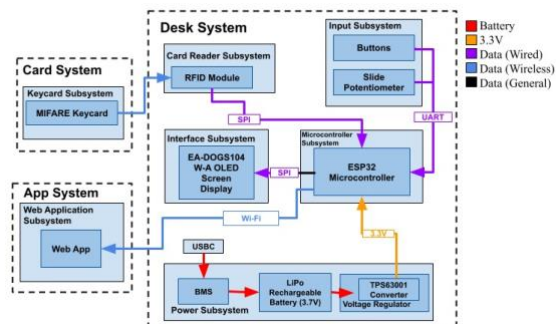 Desk System
Card Reader Subsystem
RFID Module
Input Subsystem
Buttons
Slide
Potentiometer
Battery
3.3V
Data (Wired)
Data (Wireless)
Data (General)
Card System
Keycard Subsystem
MIFARE Keycard
SPI
UART
Interface Subsystem
EA-DOGS104
W-A OLED
Screen
Display
SPI
Microcontroller
Subsystem
ESP32
Microcontroller
App System
Web Application
Subsystem
Web App
Wi-Fi
3.3V
USBC
BMS
LiPo
Rechargeable
Battery (3.7V)
TPS63001
Converter
Voltage Regulator
Power Subsystem